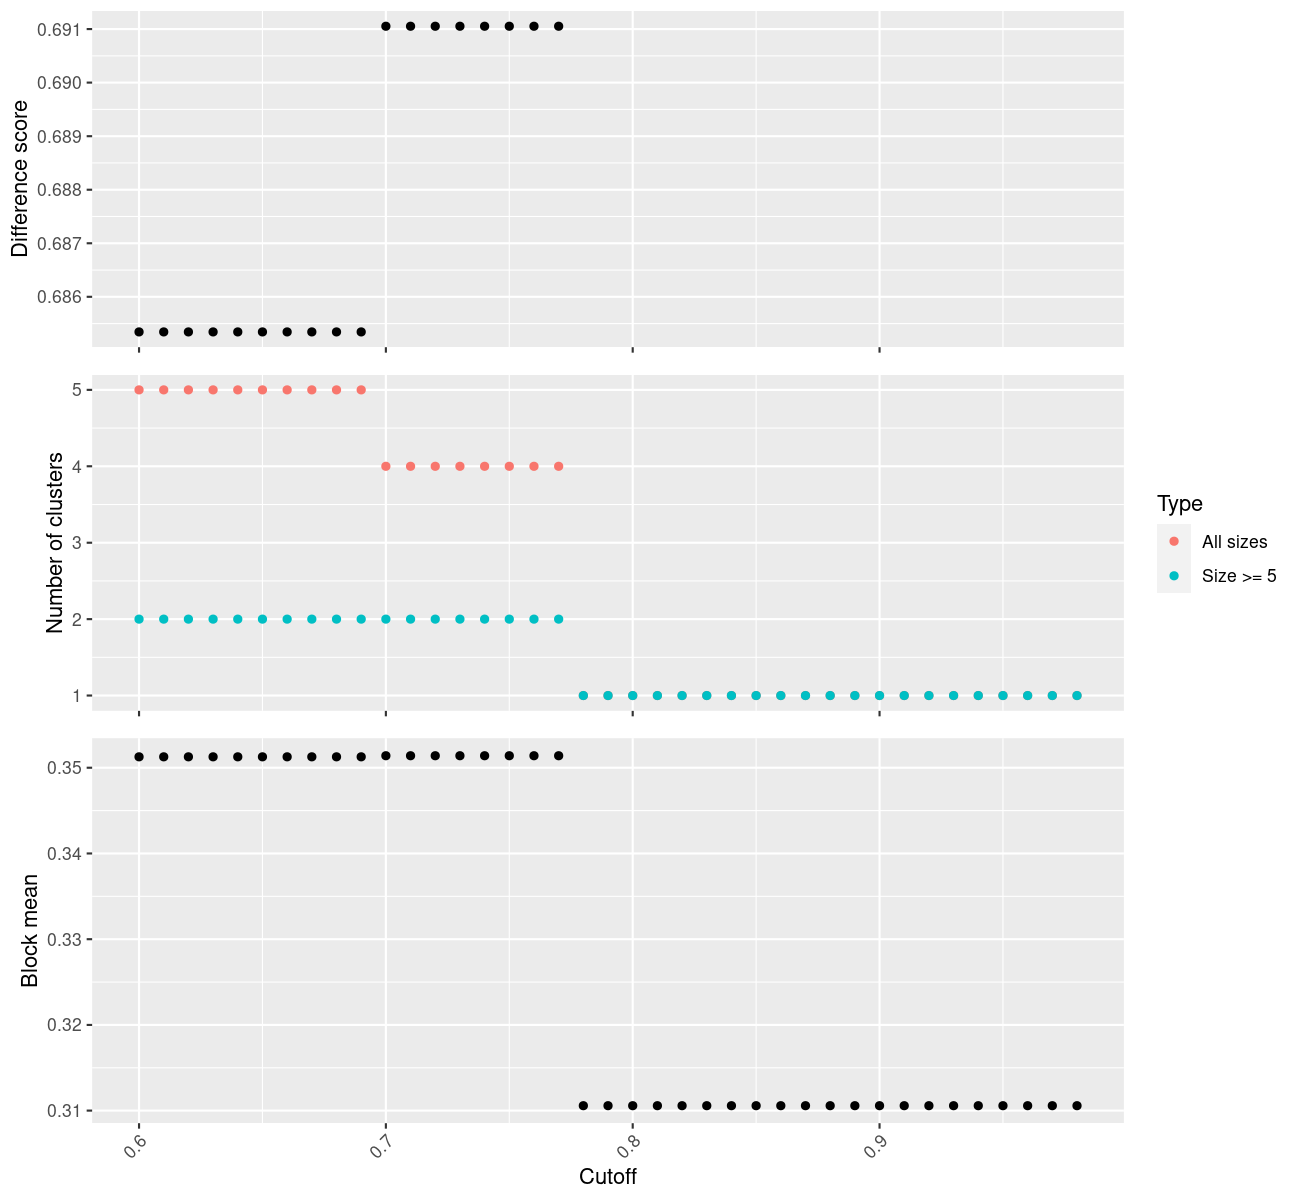 Difference score
0.691
0.690
0.689
0.688
0.687
0.686
Number of clusters
5
4
3
2
1
Type
All sizes
Size >= 5
Block mean
0.35
0.34
0.33
0.32
0.31
0.6 0.7 0.8 0.9
Cutoff